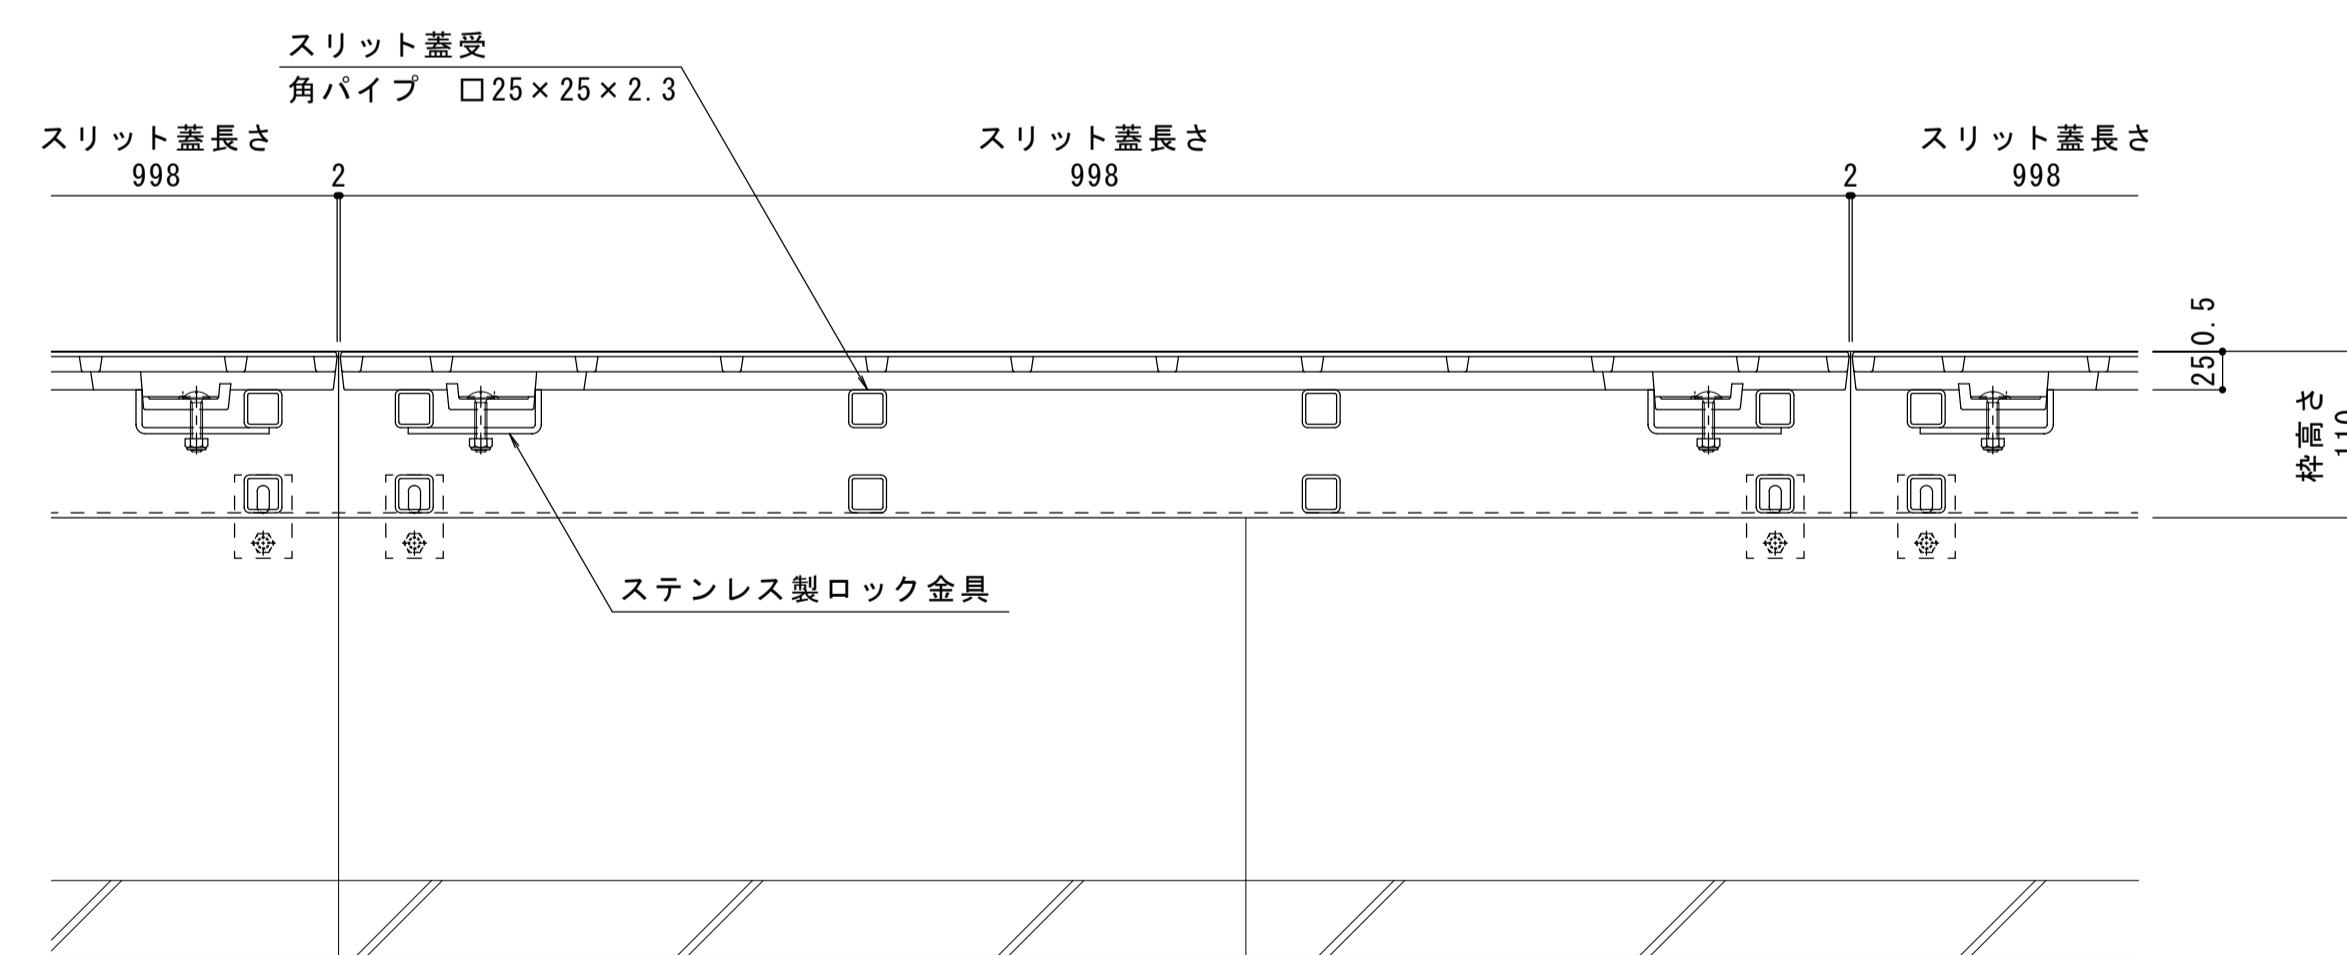 スリット蓋受
角パイプ　□25×25×2.3
スリット蓋長さ
998
2
スリット蓋長さ
998
2
スリット蓋長さ
998
0.5
25
枠高さ
110
ステンレス製ロック金具